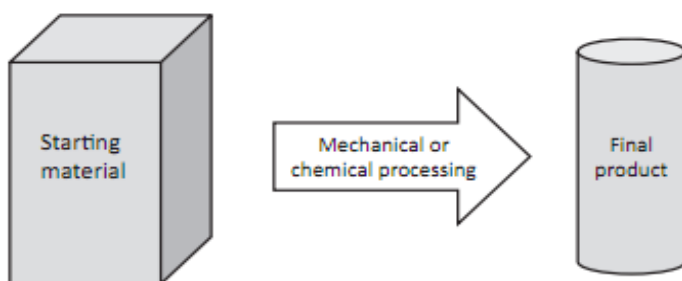 Starting
material
Mechanical or
chemical processing
Final
product